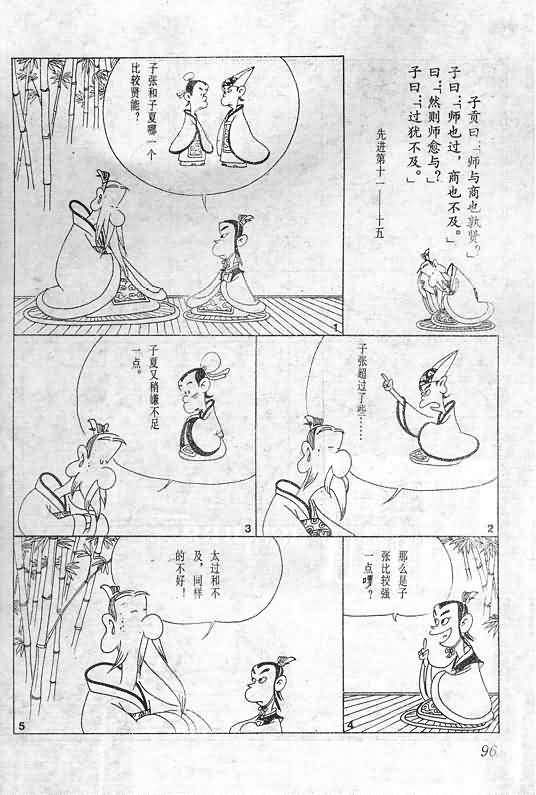 子贡曰：“师与商也孰贤？”
子曰：“师也过，商也不及。”
曰：“然则师愈与？”
子曰：“过犹不及。”
先进第十一——十五
子张和子夏哪一个
比较贤能？
1
子张超过了些……
2
子夏又稍嫌不足
一点。
3
那么是子
张比较强
一点啰？
4
太过和不
及，同样
的不好！
5
96